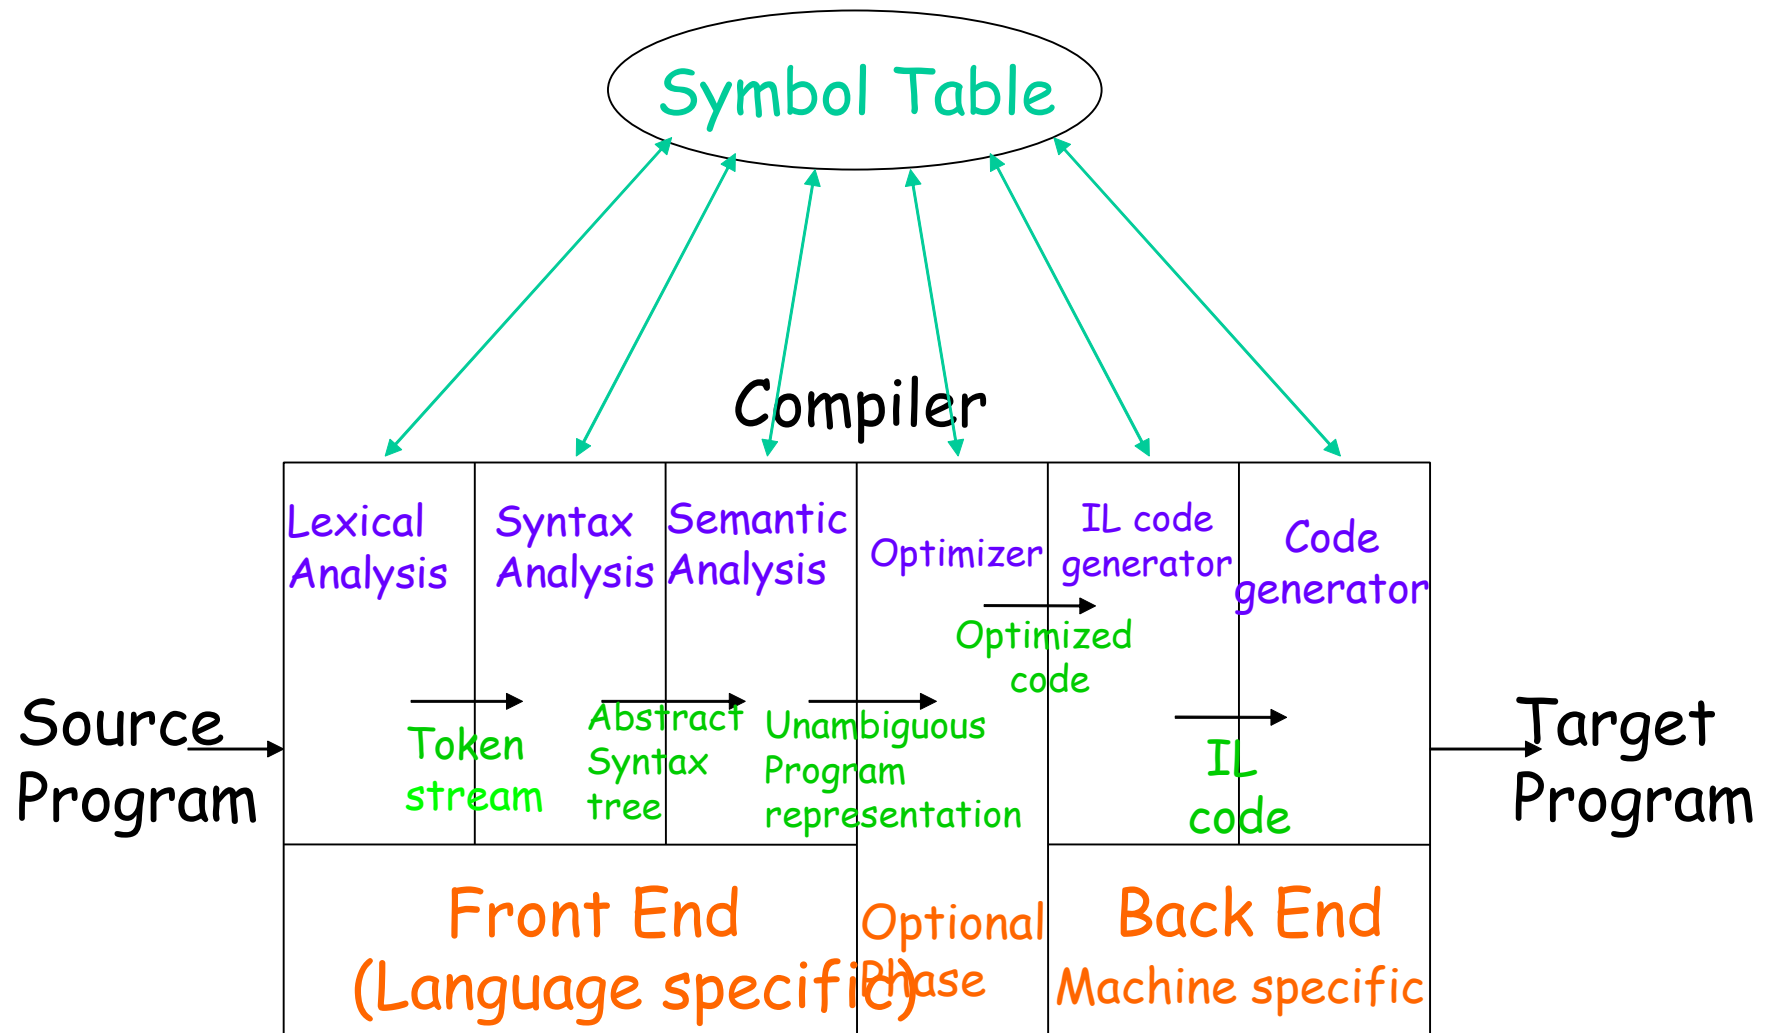 Symbol Table
Compiler
Lexical
Analysis
Syntax
Analysis
Semantic
Analysis
Optimizer
IL code
generator
Code
generator
Optimized
code
Source
Program
Token
stream
Abstract
Syntax
tree
Unambiguous
Program
representation
IL
code
Target
Program
Front End
(Language specific)
Optional
Phase
Back End
Machine specific